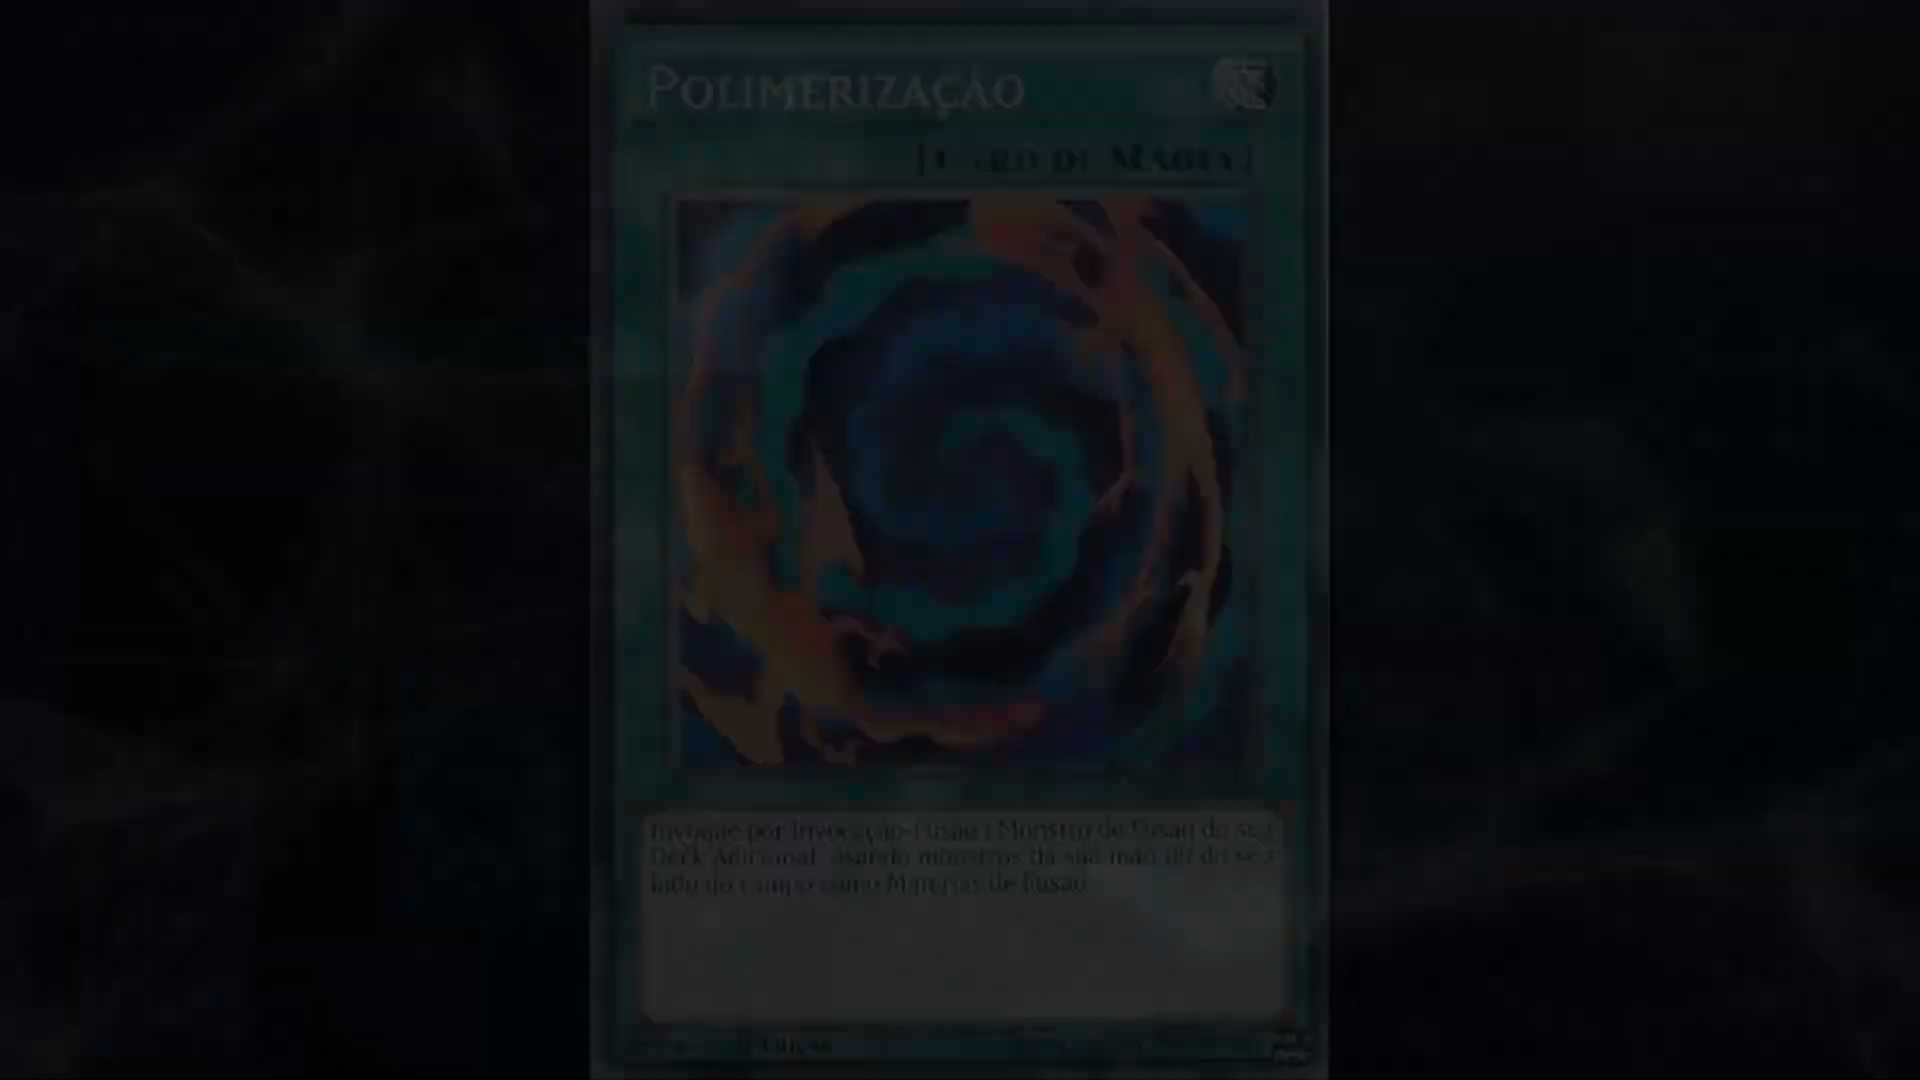 POLIMERIZAÇÃO
[CARD DE MAGIA]
Invoque por Invocação-Fusão 1 Monstro de Fusão do seu
Deck Adicional, usando monstros da sua mão ou do seu
lado do campo como Matérias de Fusão.
Edição